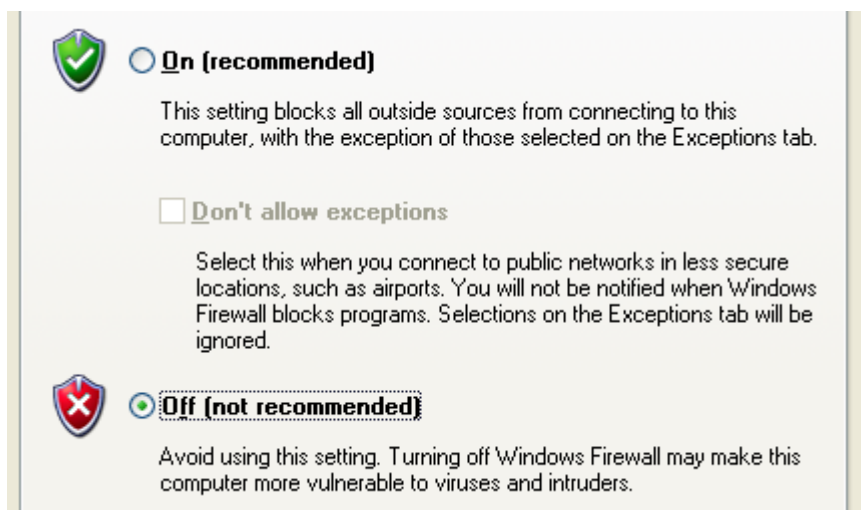 On (recommended)
This setting blocks all outside sources from connecting to this
computer, with the exception of those selected on the Exceptions tab.
Don't allow exceptions
Select this when you connect to public networks in less secure
locations, such as airports. You will not be notified when Windows
Firewall blocks programs. Selections on the Exceptions tab will be
ignored.
Off (not recommended)
Avoid using this setting. Turning off Windows Firewall may make this
computer more vulnerable to viruses and intruders.